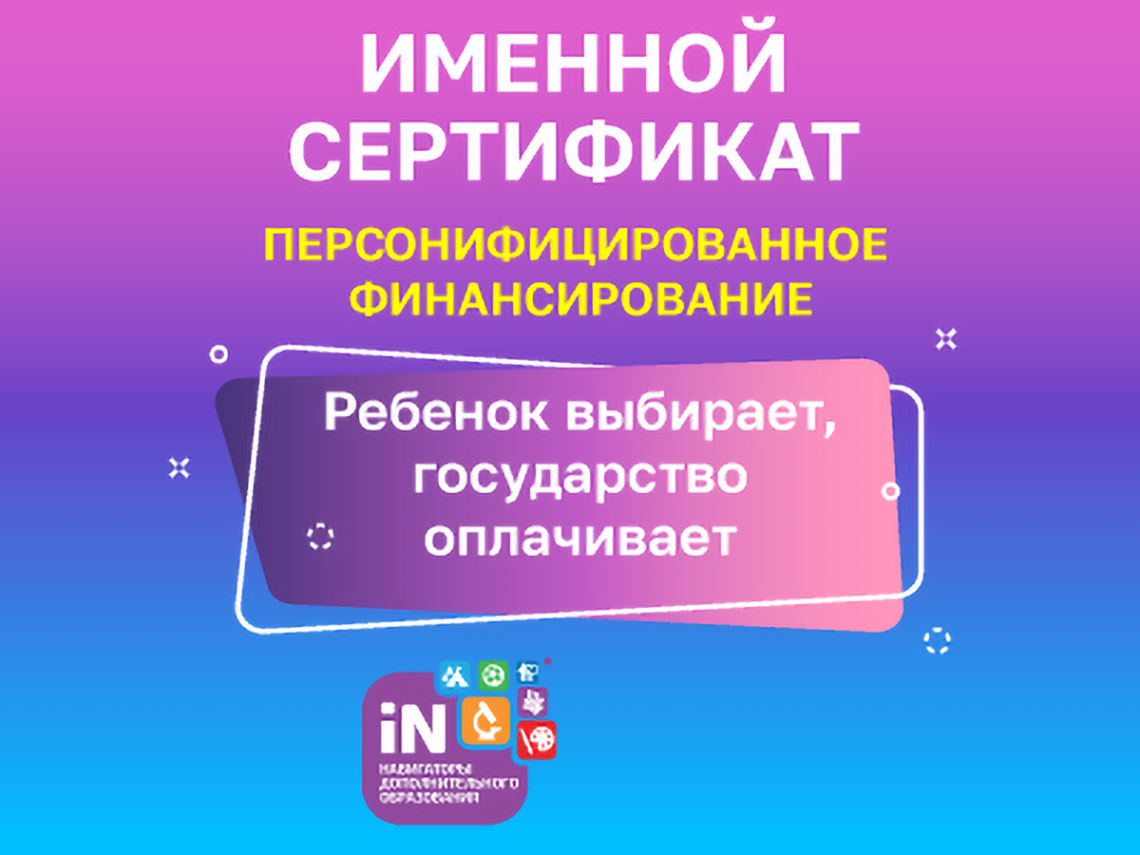 ИМЕННОЙ
СЕРТИФИКАТ
ПЕРСОНИФИЦИРОВАННОЕ
ФИНАНСИРОВАНИЕ
Ребенок выбирает,
государство
оплачивает
iN
НАВИГАТОРЫ
ДОПОЛНИТЕЛЬНОГО
ОБРАЗОВАНИЯ